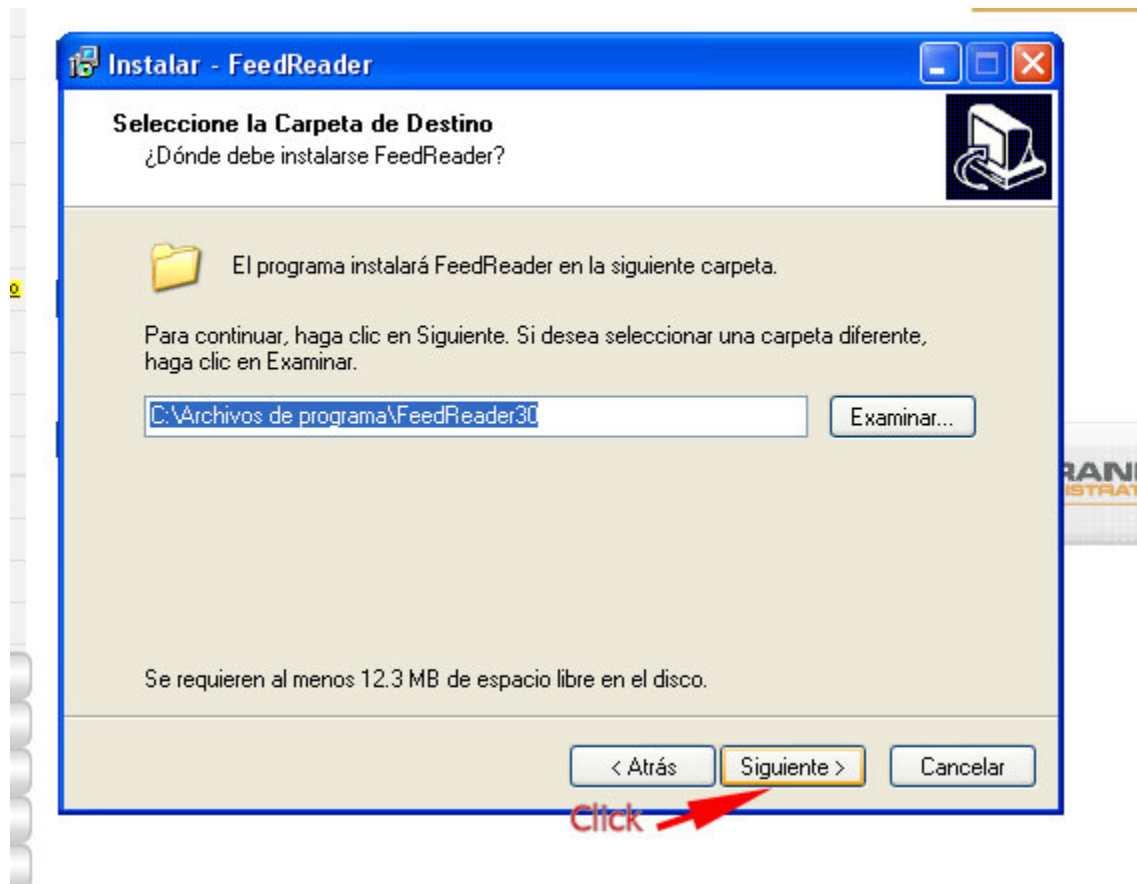 Instalar - FeedReader
Seleccione la Carpeta de Destino
¿Dónde debe instalarse FeedReader?
El programa instalará FeedReader en la siguiente carpeta.
Para continuar, haga clic en Siguiente. Si desea seleccionar una carpeta diferente,
haga clic en Examinar.
C:\Archivos de programa\FeedReader30
Examinar...
Se requieren al menos 12.3 MB de espacio libre en el disco.
< Atrás
Siguiente >
Cancelar
Click